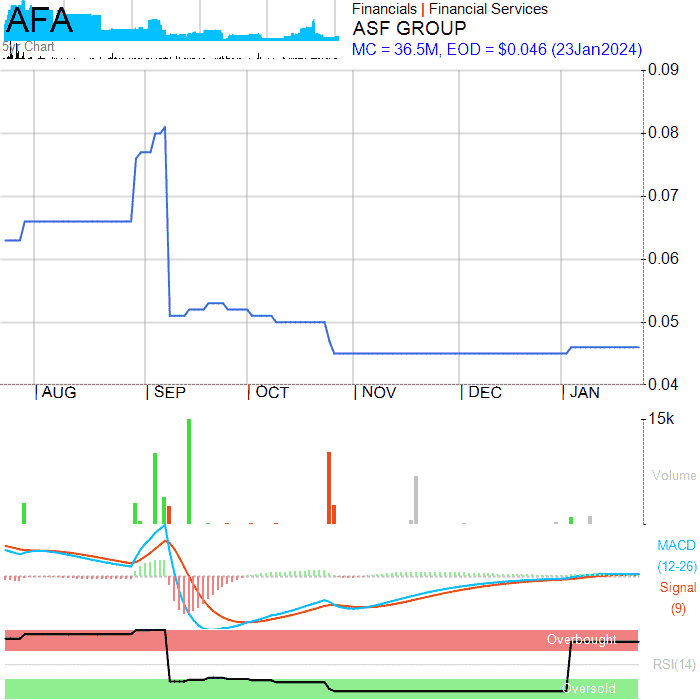 AFA
5yr Chart
Financials | Financial Services
ASF GROUP
MC = 36.5M, EOD = $0.046 (23Jan2024)
0.09
0.08
0.07
0.06
0.05
0.04
AUG SEP OCT NOV DEC JAN
15k
Volume
MACD
(12-26)
Signal
(9)
Overbought
RSI(14)
Oversold